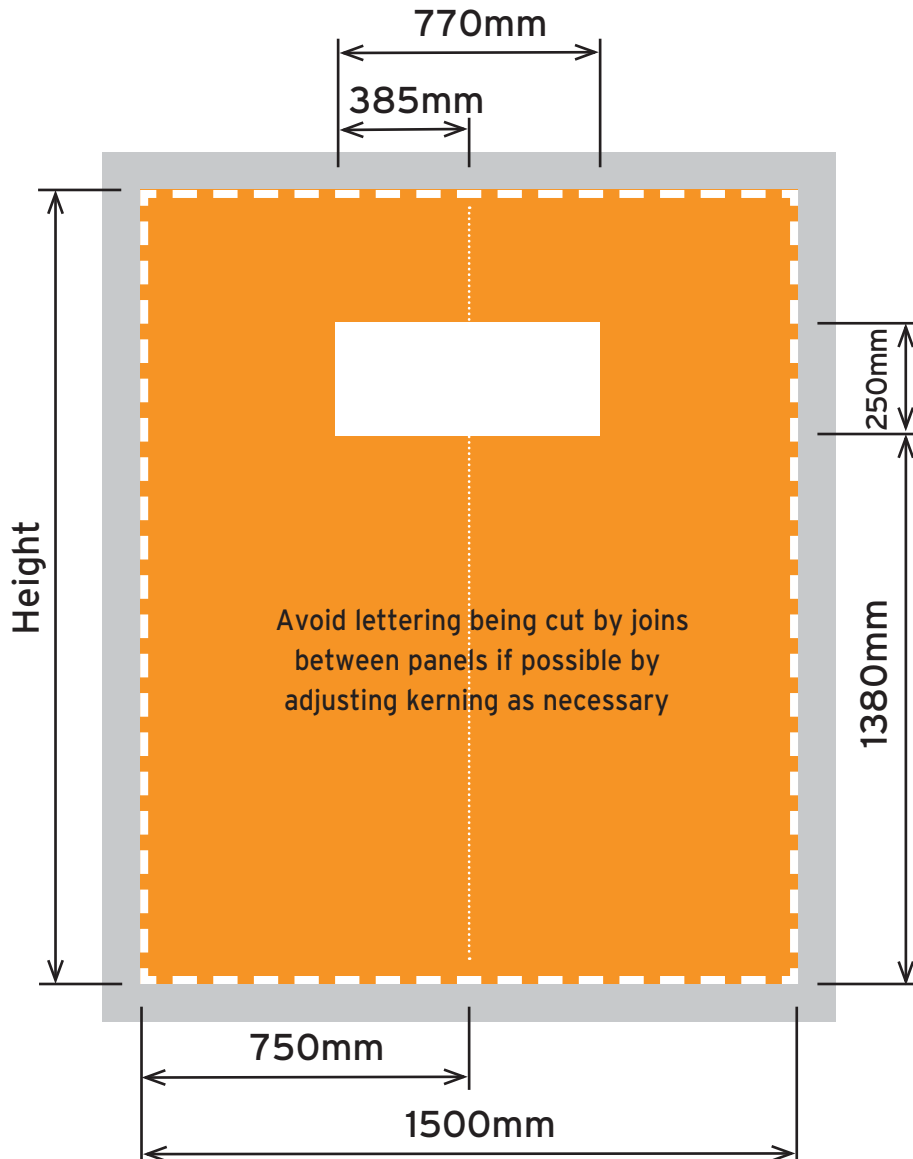 770mm
385mm
250mm
Height
Avoid lettering being cut by joins
between panels if possible by
adjusting kerning as necessary
1380mm
750mm
1500mm